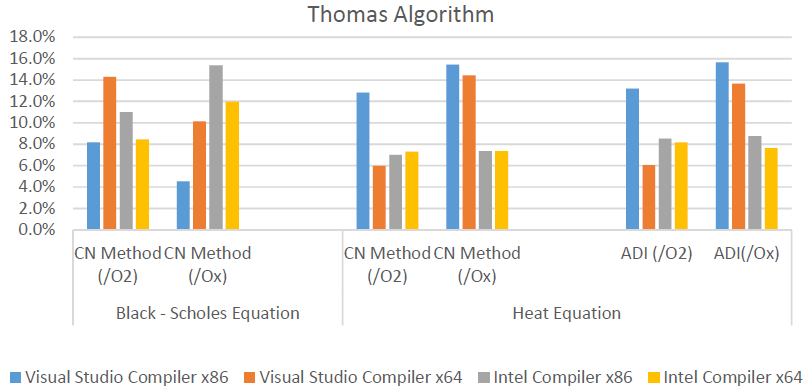 Thomas Algorithm
18.0%
16.0%
14.0%
12.0%
10.0%
8.0%
6.0%
4.0%
2.0%
0.0%
CN Method CN Method
(/O2) (/Ox)
CN Method CN Method
(/O2) (/Ox)
ADI (/O2) ADI(/Ox)
Black - Scholes Equation
Heat Equation
Visual Studio Compiler x86 Visual Studio Compiler x64 Intel Compiler x86 Intel Compiler x64